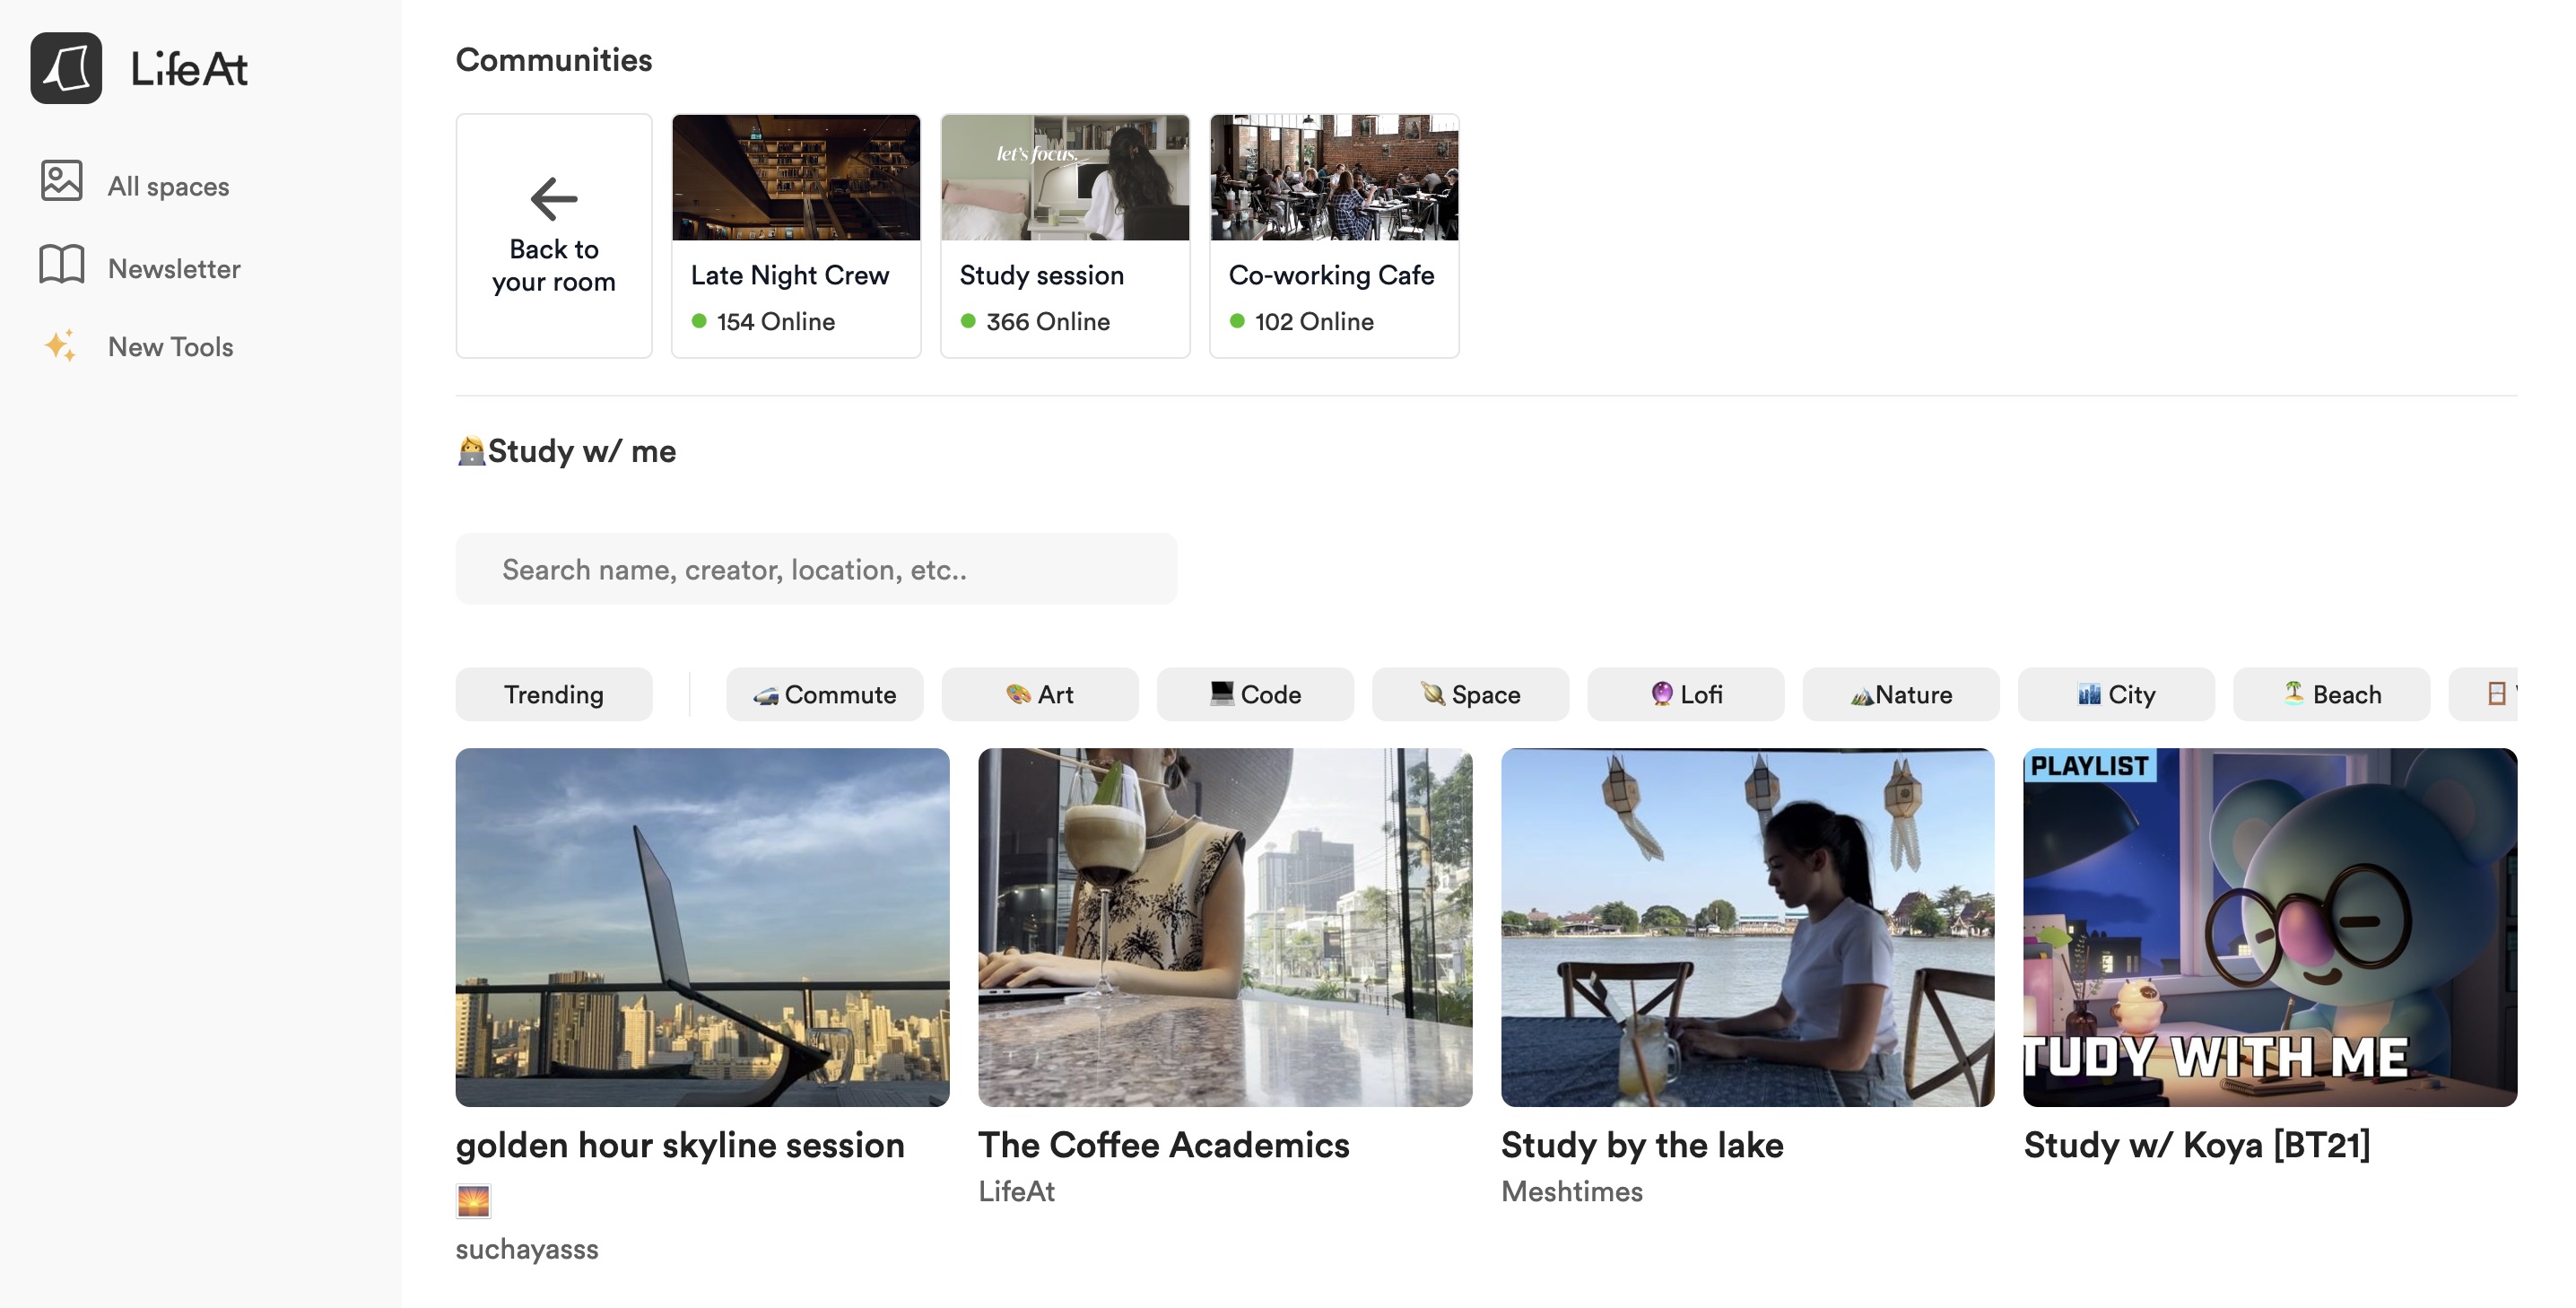 LifeAt
All spaces
Newsletter
New Tools
Communities
Back to
your room
let's focus.
Late Night Crew
154 Online
Study session
366 Online
Co-working Cafe
102 Online
Study w/ me
Search name, creator, location, etc..
Trending
Commute
Art
Code
Space
Lofi
Nature
City
Beach
PLAYLIST
TUDY WITH ME
golden hour skyline session
suchayasss
The Coffee Academics
LifeAt
Study by the lake
Meshtimes
Study w/ Koya [BT21]